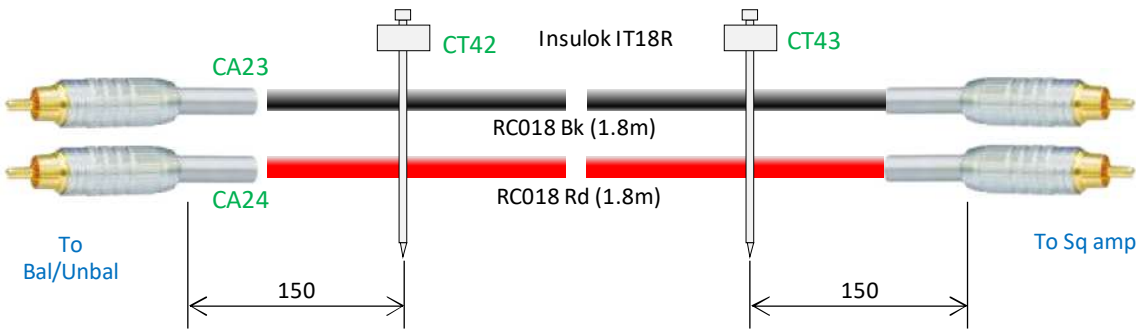 CT42
Insulok IT18R
CT43
CA23
RC018 Bk (1.8m)
RC018 Rd (1.8m)
CA24
To
Bal/Unbal
To Sq amp
150
150